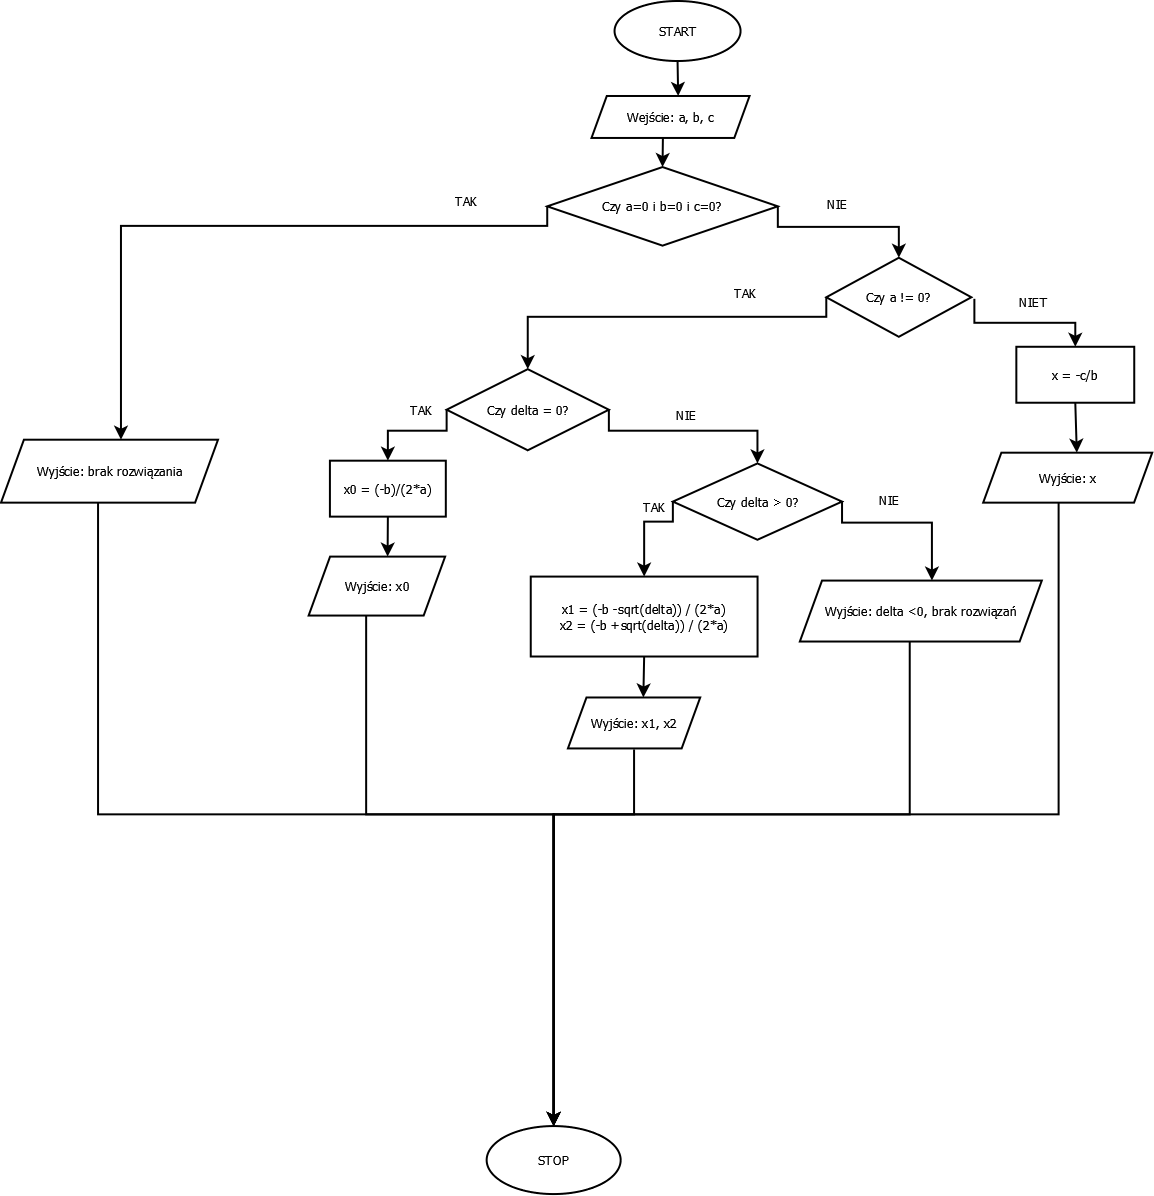 START
Wejście: a, b, c
Czy a=0 i b=0 i c=0?
TAK
NIE
Czy a != 0?
TAK
NIET
x = -c/b
Czy delta = 0?
TAK
NIE
Wyjście: brak rozwiązania
x0 = (-b)/(2*a)
Czy delta > 0?
Wyjście: x
TAK
NIE
Wyjście: x0
x1 = (-b -sqrt(delta)) / (2*a)
x2 = (-b +sqrt(delta)) / (2*a)
Wyjście: delta <0, brak rozwiązań
Wyjście: x1, x2
STOP